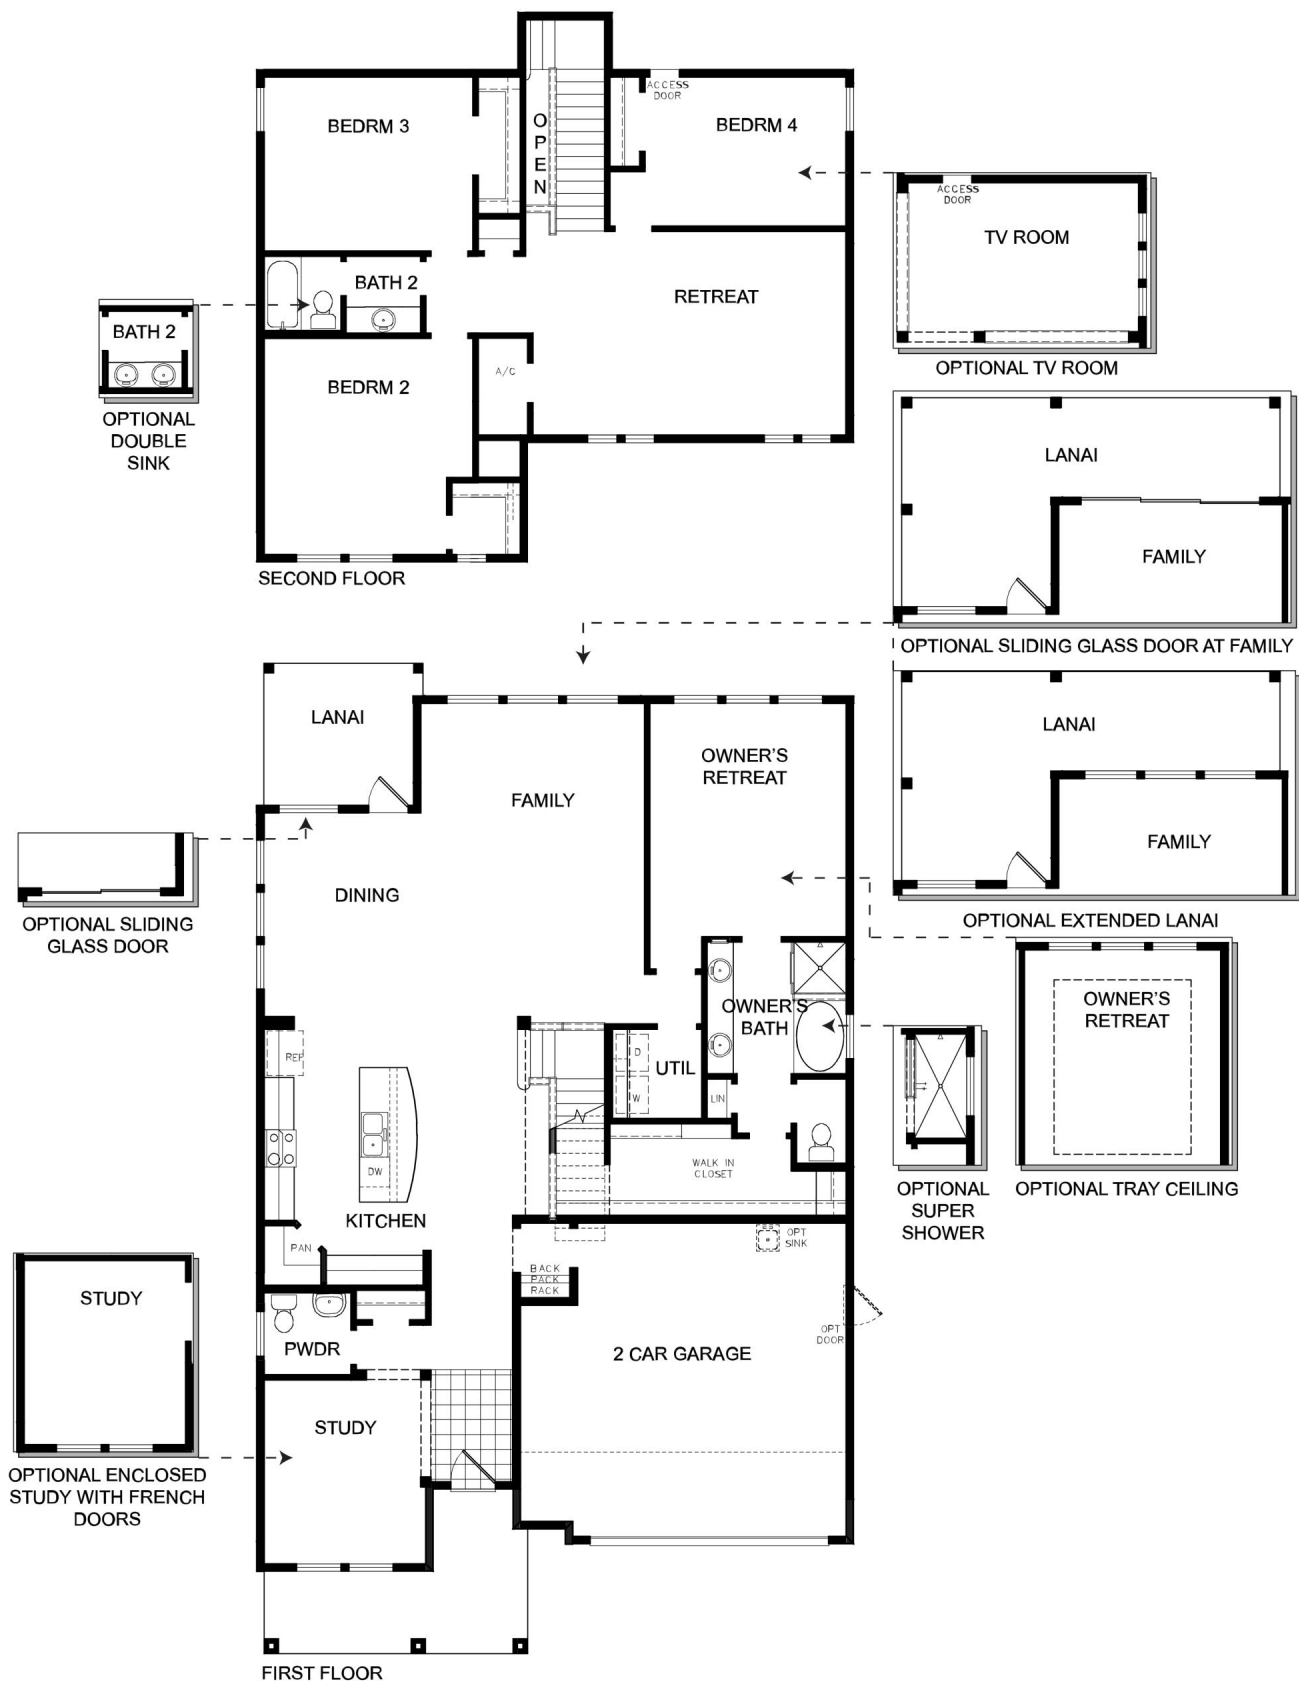 ACCESS
DOOR
BEDRM 3
OPEN
BEDRM 4
ACCESS
DOOR
TV ROOM
BATH 2
RETREAT
BATH 2
OPTIONAL TV ROOM
A/C
BEDRM 2
OPTIONAL
DOUBLE
SINK
LANAI
FAMILY
SECOND FLOOR
OPTIONAL SLIDING GLASS DOOR AT FAMILY
LANAI
LANAI
OWNER'S
RETREAT
FAMILY
FAMILY
DINING
OPTIONAL SLIDING
GLASS DOOR
OPTIONAL EXTENDED LANAI
OWNER'S
RETREAT
OWNER'S
BATH
REF
D
UTIL
W
LIN
DW
WALK IN
CLOSET
OPTIONAL
SUPER
SHOWER
OPTIONAL TRAY CEILING
KITCHEN
PAN
OPT
SINK
BACK
PACK
RACK
STUDY
OPT
DOOR
PWDR
2 CAR GARAGE
STUDY
OPTIONAL ENCLOSED
STUDY WITH FRENCH
DOORS
FIRST FLOOR